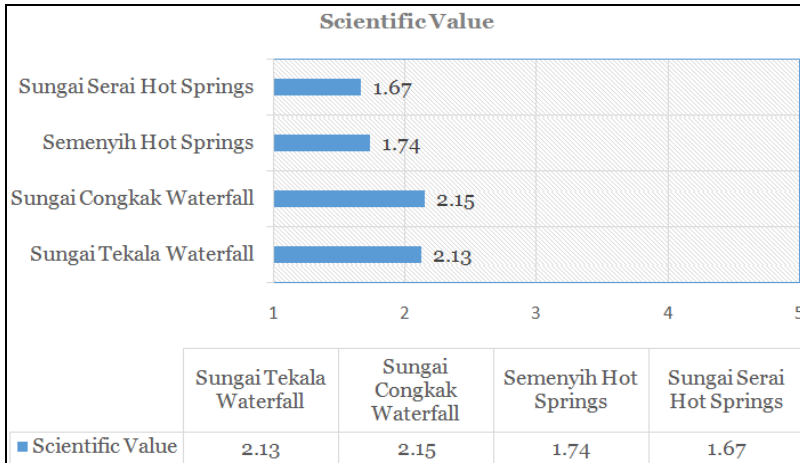 Scientific Value
Sungai Serai Hot Springs 1.67
Semenyih Hot Springs 1.74
Sungai Congkak Waterfall 2.15
Sungai Tekala Waterfall 2.13
1 2 3 4 5
Sungai Tekala
Waterfall
Sungai
Congkak
Waterfall
Semenyih Hot
Springs
Sungai Serai
Hot Springs
Scientific Value 2.13 2.15 1.74 1.67